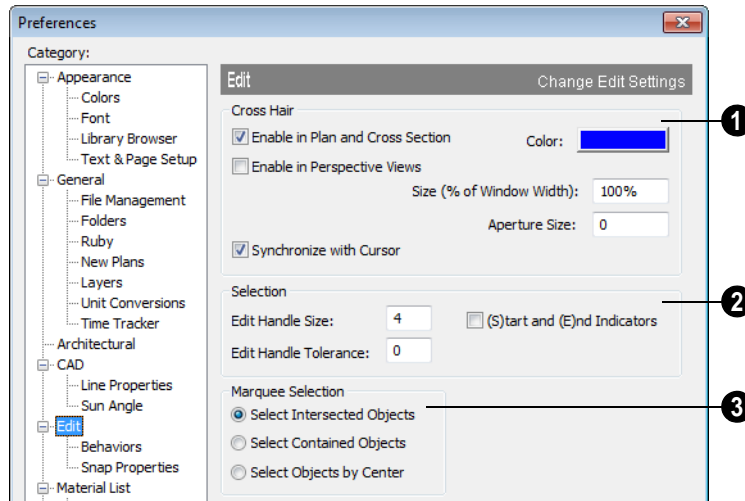 Preferences
Category:
Appearance
Colors
Font
Library Browser
Text & Page Setup
General
File Management
Folders
Ruby
New Plans
Layers
Unit Conversions
Time Tracker
Architectural
CAD
Line Properties
Sun Angle
Edit
Behaviors
Snap Properties
Material List
Edit Change Edit Settings
Cross Hair
1
Enable in Plan and Cross Section Color:
Enable in Perspective Views
Size (% of Window Width): 100%
Aperture Size: 0
Synchronize with Cursor
Selection
2
Edit Handle Size: 4 (S)tart and (E)nd Indicators
Edit Handle Tolerance: 0
Marquee Selection
3
Select Intersected Objects
Select Contained Objects
Select Objects by Center